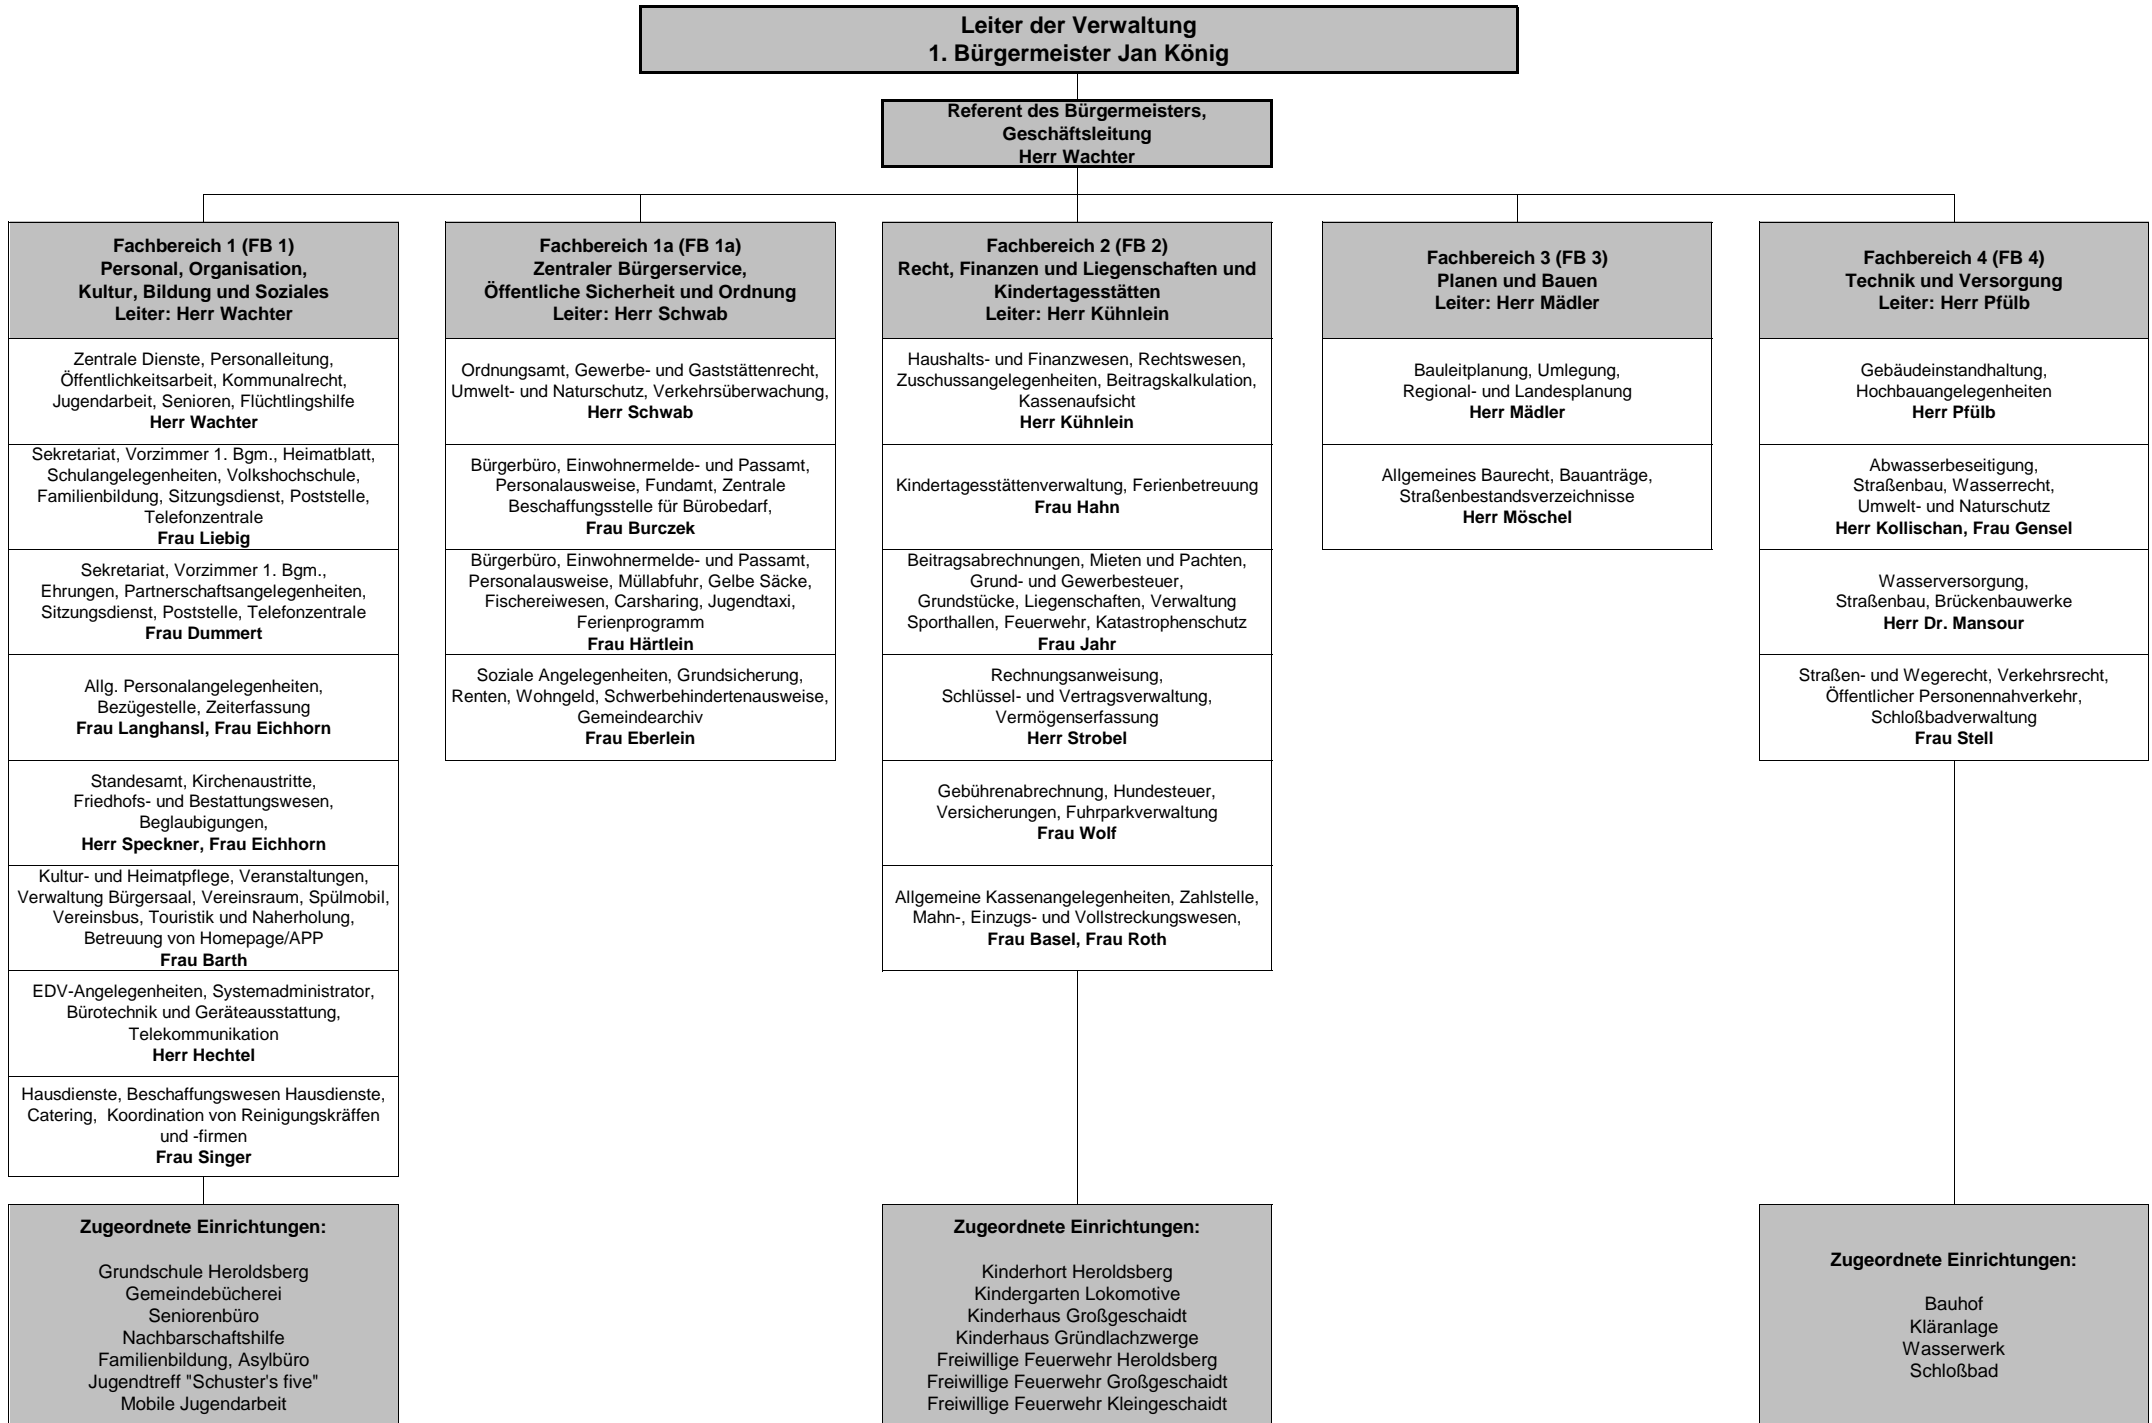 Leiter der Verwaltung
1. Bürgermeister Jan König
Referent des Bürgermeisters,
Geschäftsleitung
Herr Wachter
Fachbereich 1 (FB 1)
Personal, Organisation,
Kultur, Bildung und Soziales
Leiter: Herr Wachter
Zentrale Dienste, Personalleitung,
Öffentlichkeitsarbeit, Kommunalrecht,
Jugendarbeit, Senioren, Flüchtlingshilfe
Herr Wachter
Sekretariat, Vorzimmer 1. Bgm., Heimatblatt,
Schulangelegenheiten, Volkshochschule,
Familienbildung, Sitzungsdienst, Poststelle,
Telefonzentrale
Frau Liebig
Sekretariat, Vorzimmer 1. Bgm.,
Ehrungen, Partnerschaftsangelegenheiten,
Sitzungsdienst, Poststelle, Telefonzentrale
Frau Dummert
Allg. Personalangelegenheiten,
Bezügestelle, Zeiterfassung
Frau Langhansl, Frau Eichhorn
Standesamt, Kirchenaustritte,
Friedhofs- und Bestattungswesen,
Beglaubigungen,
Herr Speckner, Frau Eichhorn
Kultur- und Heimatpflege, Veranstaltungen,
Verwaltung Bürgersaal, Vereinsraum, Spülmobil,
Vereinsbus, Touristik und Naherholung,
Betreuung von Homepage/APP
Frau Barth
EDV-Angelegenheiten, Systemadministrator,
Bürotechnik und Geräteausstattung,
Telekommunikation
Herr Hechtel
Hausdienste, Beschaffungswesen Hausdienste,
Catering,  Koordination von Reinigungskräffen
und -firmen
Frau Singer
Zugeordnete Einrichtungen:
Grundschule Heroldsberg
Gemeindebücherei
Seniorenbüro
Nachbarschaftshilfe
Familienbildung, Asylbüro
Jugendtreff "Schuster's five"
Mobile Jugendarbeit
Fachbereich 1a (FB 1a)
Zentraler Bürgerservice,
Öffentliche Sicherheit und Ordnung
Leiter: Herr Schwab
Ordnungsamt, Gewerbe- und Gaststättenrecht,
Umwelt- und Naturschutz, Verkehrsüberwachung,
Herr Schwab
Bürgerbüro, Einwohnermelde- und Passamt,
Personalausweise, Fundamt, Zentrale
Beschaffungsstelle für Bürobedarf,
Frau Burczek
Bürgerbüro, Einwohnermelde- und Passamt,
Personalausweise, Müllabfuhr, Gelbe Säcke,
Fischereiwesen, Carsharing, Jugendtaxi,
Ferienprogramm
Frau Härtlein
Soziale Angelegenheiten, Grundsicherung,
Renten, Wohngeld, Schwerbehindertenausweise,
Gemeindearchiv
Frau Eberlein
Fachbereich 2 (FB 2)
Recht, Finanzen und Liegenschaften und
Kindertagesstätten
Leiter: Herr Kühnlein
Haushalts- und Finanzwesen, Rechtswesen,
Zuschussangelegenheiten, Beitragskalkulation,
Kassenaufsicht
Herr Kühnlein
Kindertagesstättenverwaltung, Ferienbetreuung
Frau Hahn
Beitragsabrechnungen, Mieten und Pachten,
Grund- und Gewerbesteuer,
Grundstücke, Liegenschaften, Verwaltung
Sporthallen, Feuerwehr, Katastrophenschutz
Frau Jahr
Rechnungsanweisung,
Schlüssel- und Vertragsverwaltung,
Vermögenserfassung
Herr Strobel
Gebührenabrechnung, Hundesteuer,
Versicherungen, Fuhrparkverwaltung
Frau Wolf
Allgemeine Kassenangelegenheiten, Zahlstelle,
Mahn-, Einzugs- und Vollstreckungswesen,
Frau Basel, Frau Roth
Zugeordnete Einrichtungen:
Kinderhort Heroldsberg
Kindergarten Lokomotive
Kinderhaus Großgeschaidt
Kinderhaus Gründlachzwerge
Freiwillige Feuerwehr Heroldsberg
Freiwillige Feuerwehr Großgeschaidt
Freiwillige Feuerwehr Kleingeschaidt
Fachbereich 3 (FB 3)
Planen und Bauen
Leiter: Herr Mädler
Bauleitplanung, Umlegung,
Regional- und Landesplanung
Herr Mädler
Allgemeines Baurecht, Bauanträge,
Straßenbestandsverzeichnisse
Herr Möschel
Fachbereich 4 (FB 4)
Technik und Versorgung
Leiter: Herr Pfülb
Gebäudeinstandhaltung,
Hochbauangelegenheiten
Herr Pfülb
Abwasserbeseitigung,
Straßenbau, Wasserrecht,
Umwelt- und Naturschutz
Herr Kollischan, Frau Gensel
Wasserversorgung,
Straßenbau, Brückenbauwerke
Herr Dr. Mansour
Straßen- und Wegerecht, Verkehrsrecht,
Öffentlicher Personennahverkehr,
Schloßbadverwaltung
Frau Stell
Zugeordnete Einrichtungen:
Bauhof
Kläranlage
Wasserwerk
Schloßbad